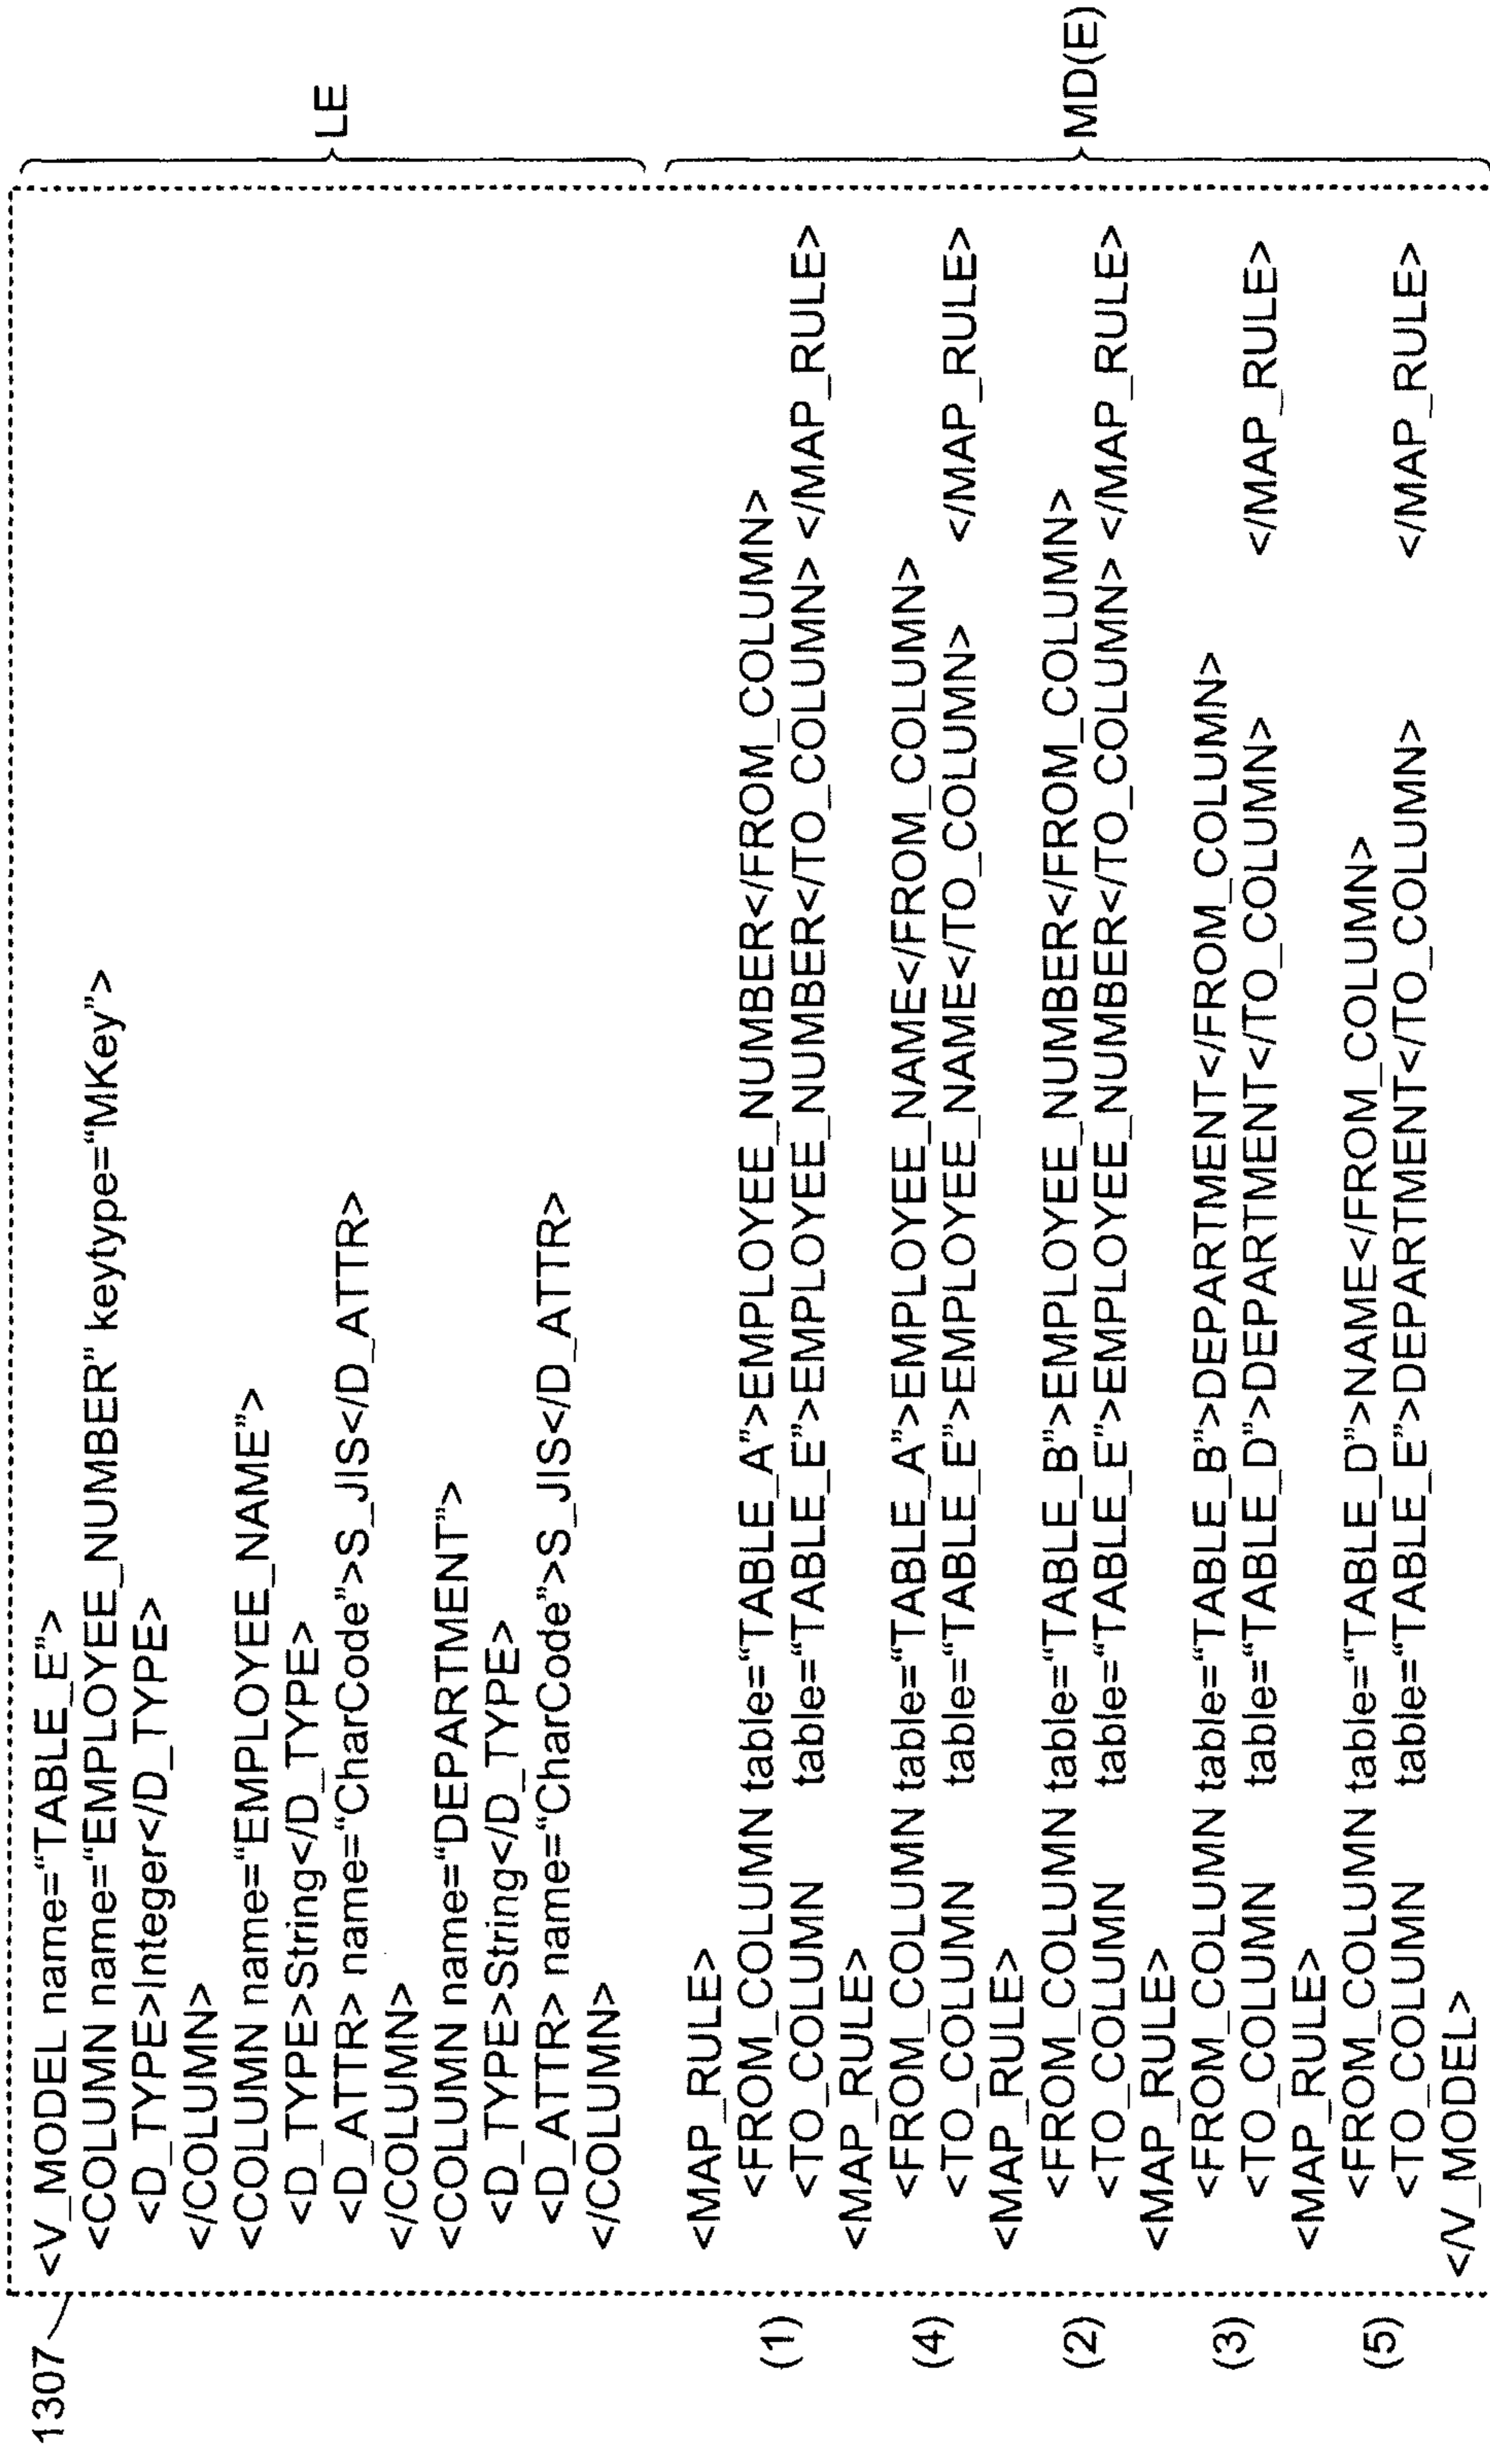 1307
<V_MODEL name=“TABLE_E”>
<COLUMN name=“EMPLOYEE_NUMBER” keytype=“MKey”>
<D_TYPE>Integer</D_TYPE>
</COLUMN>
<COLUMN name=“EMPLOYEE_NAME”>
<D_TYPE>String</D_TYPE>
<D_ATTR> name=“CharCode”>S_JIS</D_ATTR>
</COLUMN>
<COLUMN name=“DEPARTMENT”>
<D_TYPE>String</D_TYPE>
<D_ATTR> name=“CharCode”>S_JIS</D_ATTR>
</COLUMN>
LE
<MAP_RULE>
(1) <FROM_COLUMN table=“TABLE_A”>EMPLOYEE_NUMBER</FROM_COLUMN>
<TO_COLUMN table=“TABLE_E”>EMPLOYEE_NUMBER</TO_COLUMN> </MAP_RULE>
<MAP_RULE>
(4) <FROM_COLUMN table=“TABLE_A”>EMPLOYEE_NAME</FROM_COLUMN>
<TO_COLUMN table=“TABLE_E”>EMPLOYEE_NAME</TO_COLUMN> </MAP_RULE>
<MAP_RULE>
(2) <FROM_COLUMN table=“TABLE_B”>EMPLOYEE_NUMBER</FROM_COLUMN>
<TO_COLUMN table=“TABLE_E”>EMPLOYEE_NUMBER</TO_COLUMN> </MAP_RULE>
<MAP_RULE>
(3) <FROM_COLUMN table=“TABLE_B”>DEPARTMENT</FROM_COLUMN>
<TO_COLUMN table=“TABLE_D”>DEPARTMENT</TO_COLUMN> </MAP_RULE>
<MAP_RULE>
(5) <FROM_COLUMN table=“TABLE_D”>NAME</FROM_COLUMN>
<TO_COLUMN table=“TABLE_E”>DEPARTMENT</TO_COLUMN> </MAP_RULE>
</V_MODEL>
MD(E)